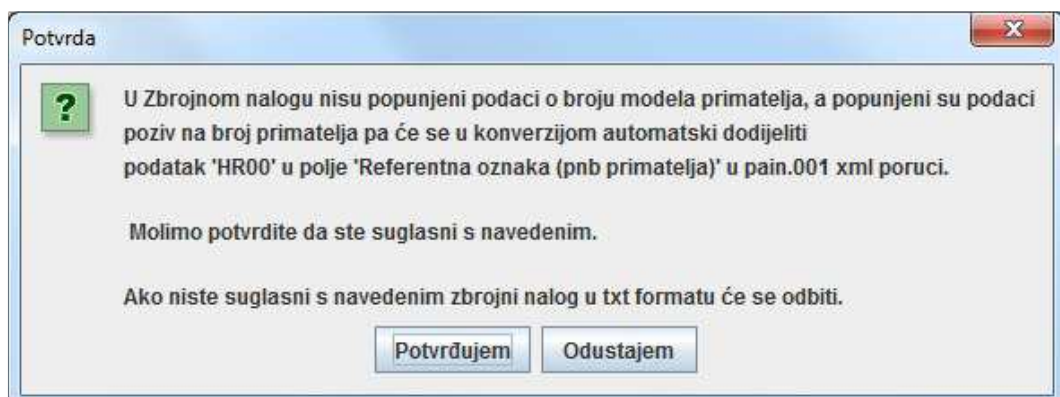 Potvrda
U Zbrojnom nalogu nisu popunjeni podaci o broju modela primatelja, a popunjeni su podaci
poziv na broj primatelja pa će se u konverzijom automatski dodijeliti
podatak 'HR00' u polje 'Referentna oznaka (pnb primatelja)' u pain.001 xml poruci.
Molimo potvrdite da ste suglasni s navedenim.
Ako niste suglasni s navedenim zbrojni nalog u txt formatu će se odbiti.
Potvrđujem Odustajem